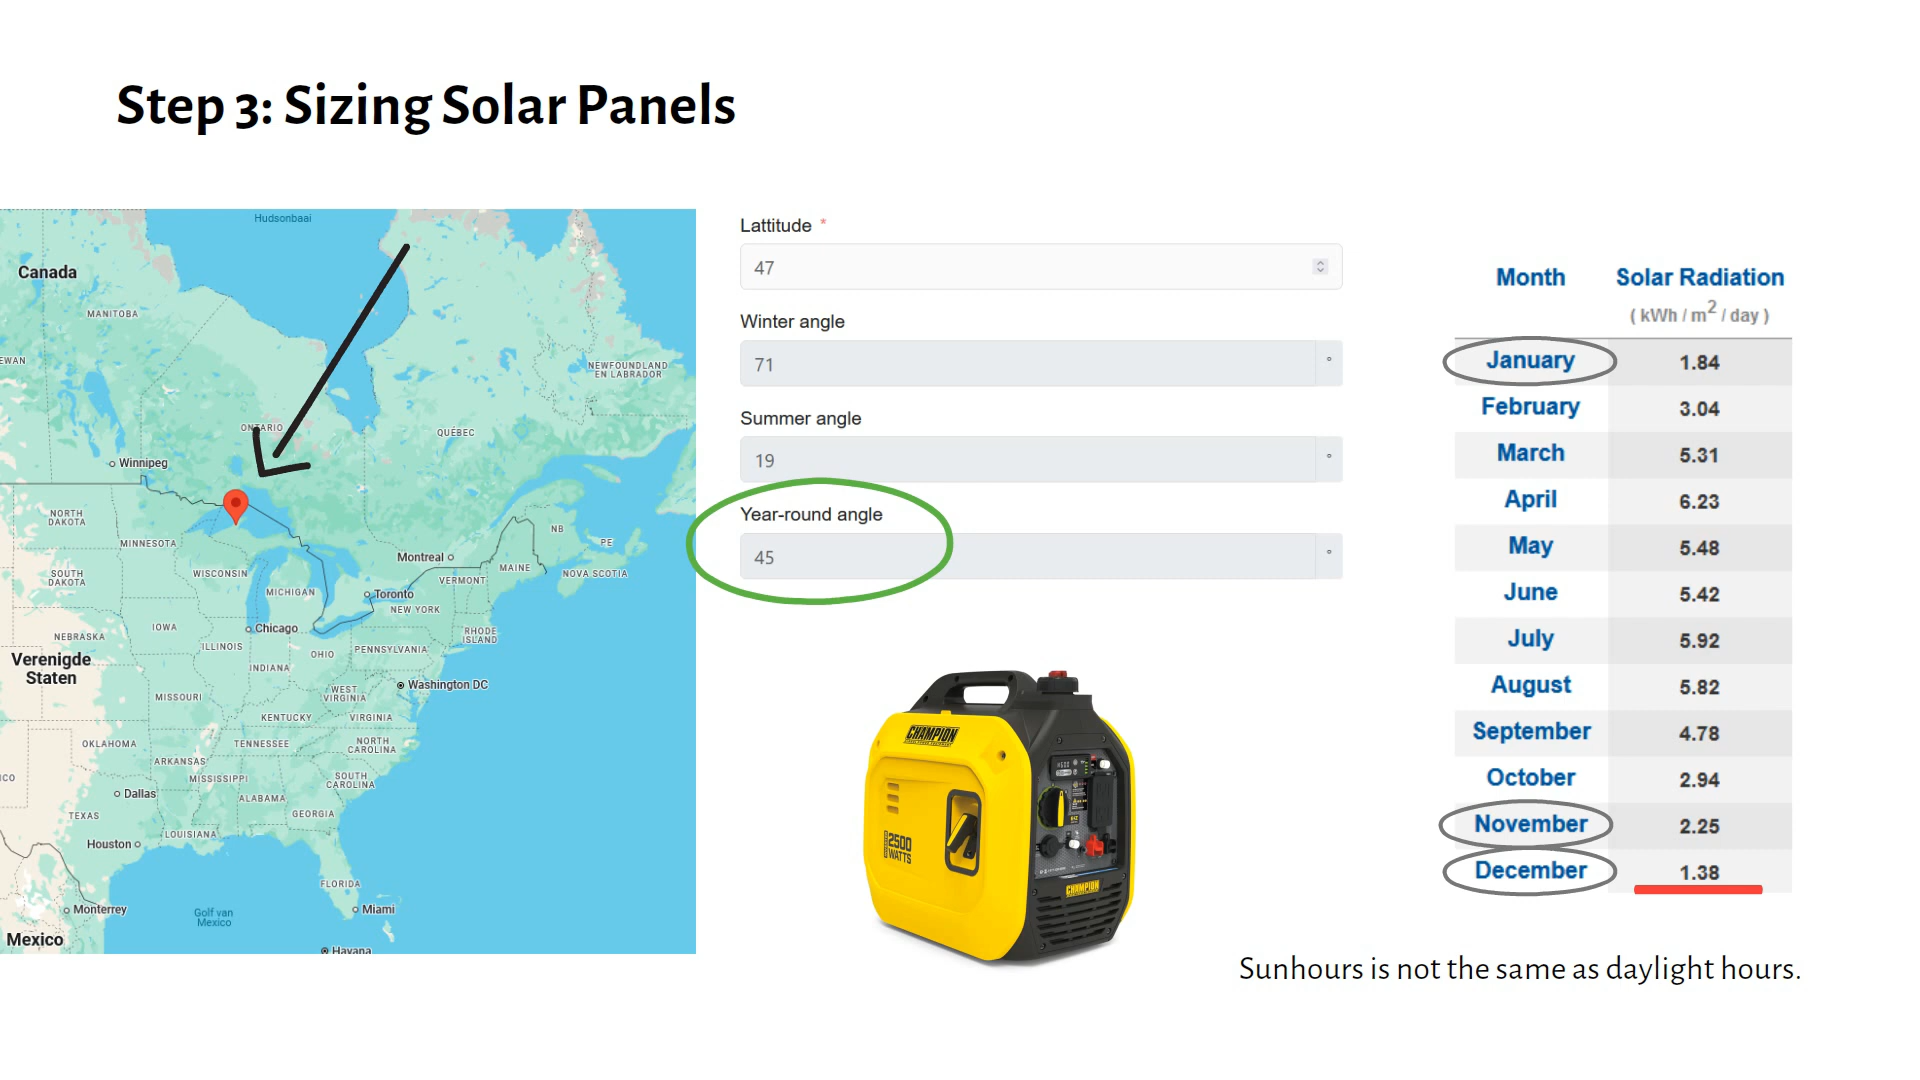 Step 3: Sizing Solar Panels
Hudsonbaai
Canada
MANITOBA
EWAN
NEWFOUNDLAND
EN LABRADOR
ONTARIO
QUÉBEC
Winnipeg
NORTH
DAKOTA
MINNESOTA
NB
PE
Montreal
MAINE
SOUTH
DAKOTA
WISCONSIN
VERMONT
NOVA SCOTIA
MICHIGAN
Toronto
NEW YORK
IOWA
Chicago
NEBRASKA
ILLINOIS
OHIO
PENNSYLVANIA
RHODE
ISLAND
INDIANA
Verenigde
Staten
Washington DC
MISSOURI
WEST
VIRGINIA
KENTUCKY
VIRGINIA
OKLAHOMA
TENNESSEE
NORTH
CAROLINA
ARKANSAS
ICO
MISSISSIPPI
SOUTH
CAROLINA
Dallas
ALABAMA
TEXAS
GEORGIA
LOUISIANA
Houston
FLORIDA
Monterrey
Golf van
Mexico
Miami
Mexico
Havana
Lattitude *
47
Winter angle
71 °
Summer angle
19 °
Year-round angle
45 °
CHAMPION
2500
WATTS
CHAMPION
Month Solar Radiation
( kWh / m2 / day )
January 1.84
February 3.04
March 5.31
April 6.23
May 5.48
June 5.42
July 5.92
August 5.82
September 4.78
October 2.94
November 2.25
December 1.38
Sunhours is not the same as daylight hours.